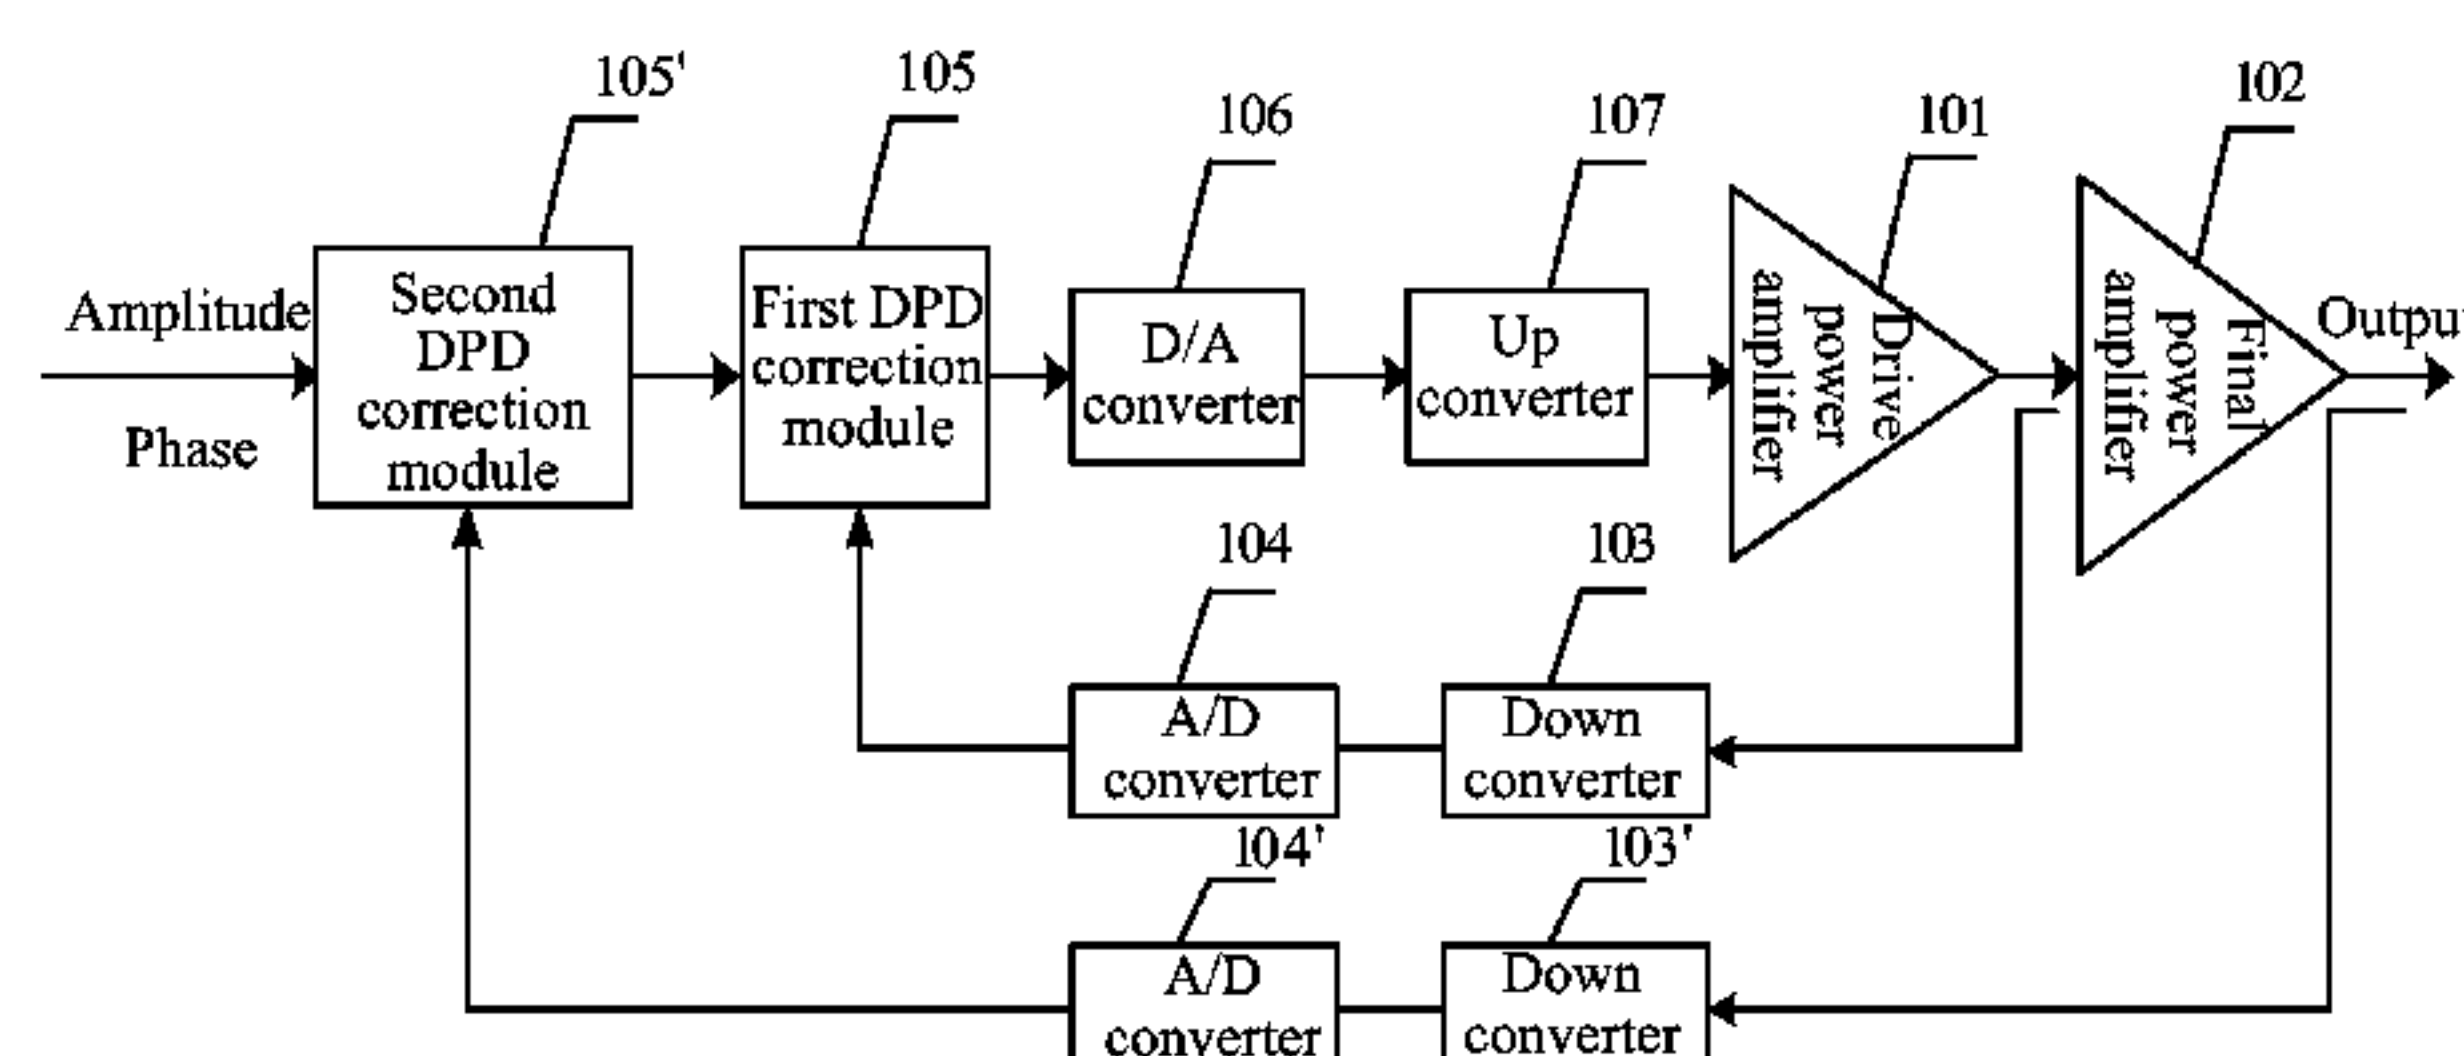 105'
105
106
107
101
102
Amplitude
Phase
Second
DPD
correction
module
First DPD
correction
module
D/A
converter
Up
converter
Drive
power
amplifier
Final
power
amplifier
Outpu
104
103
A/D
converter
Down
converter
104'
103'
A/D
converter
Down
converter